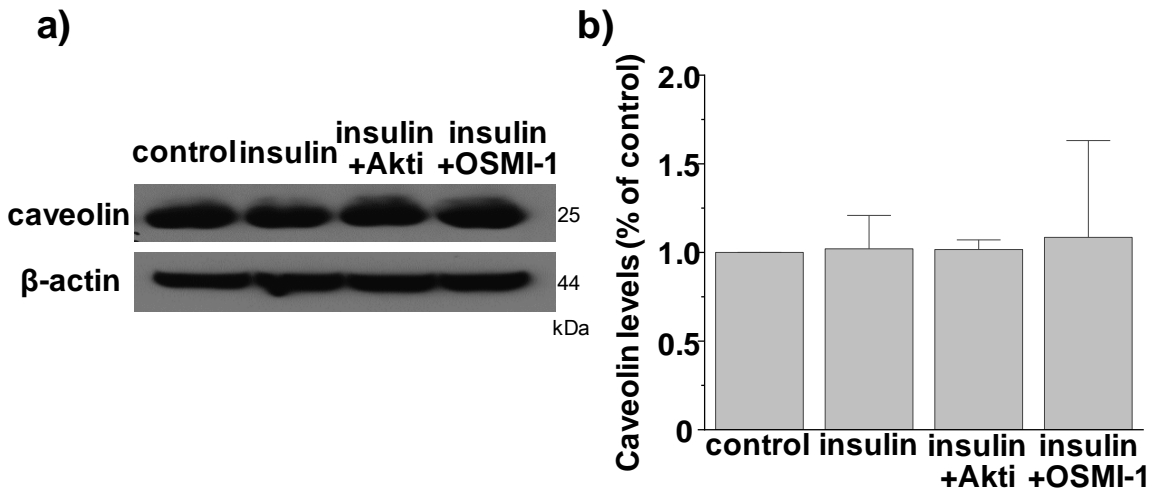 a)
control insulin insulin +Akti insulin +OSMI-1
caveolin 25
β-actin 44
kDa
b)
Caveolin levels (% of control)
2.0
1.5
1.0
0.5
0
control insulin insulin +Akti insulin +OSMI-1